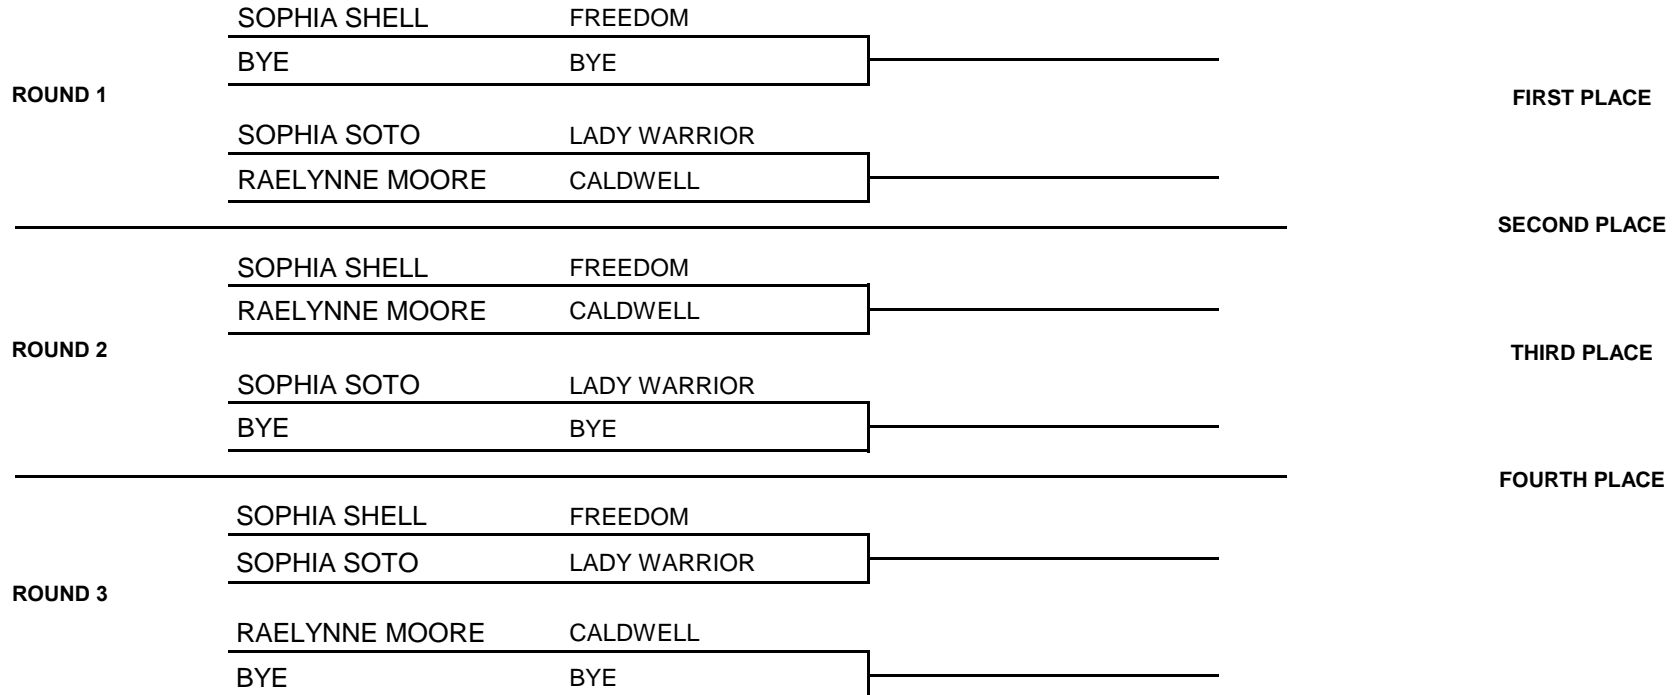 SOPHIA SHELL FREEDOM
BYE BYE
ROUND 1 FIRST PLACE
SOPHIA SOTO LADY WARRIOR
RAELYNNE MOORE CALDWELL
SECOND PLACE
SOPHIA SHELL FREEDOM
RAELYNNE MOORE CALDWELL
ROUND 2 THIRD PLACE
SOPHIA SOTO LADY WARRIOR
BYE BYE
FOURTH PLACE
SOPHIA SHELL FREEDOM
SOPHIA SOTO LADY WARRIOR
ROUND 3
RAELYNNE MOORE CALDWELL
BYE BYE